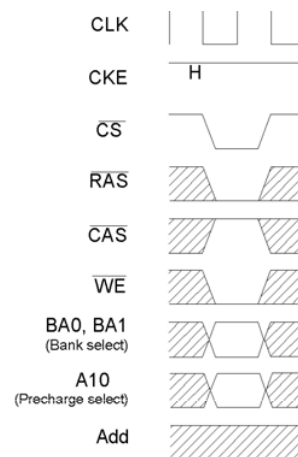 CLK
CKE
H
CS
RAS
CAS
WE
BA0, BA1
(Bank select)
A10
(Precharge select)
Add